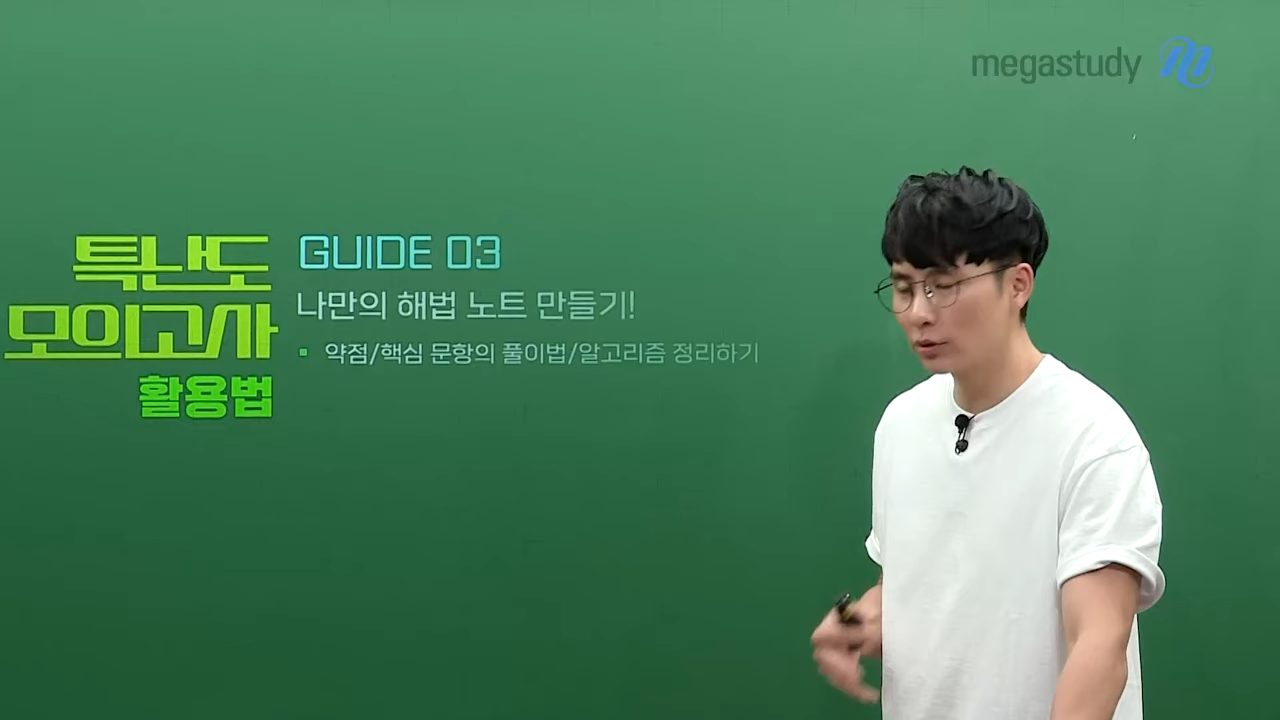 megastudy
특난도
모의고사
활용법
GUIDE 03
나만의 해법 노트 만들기!
약점/핵심 문항의 풀이법/알고리즘 정리하기